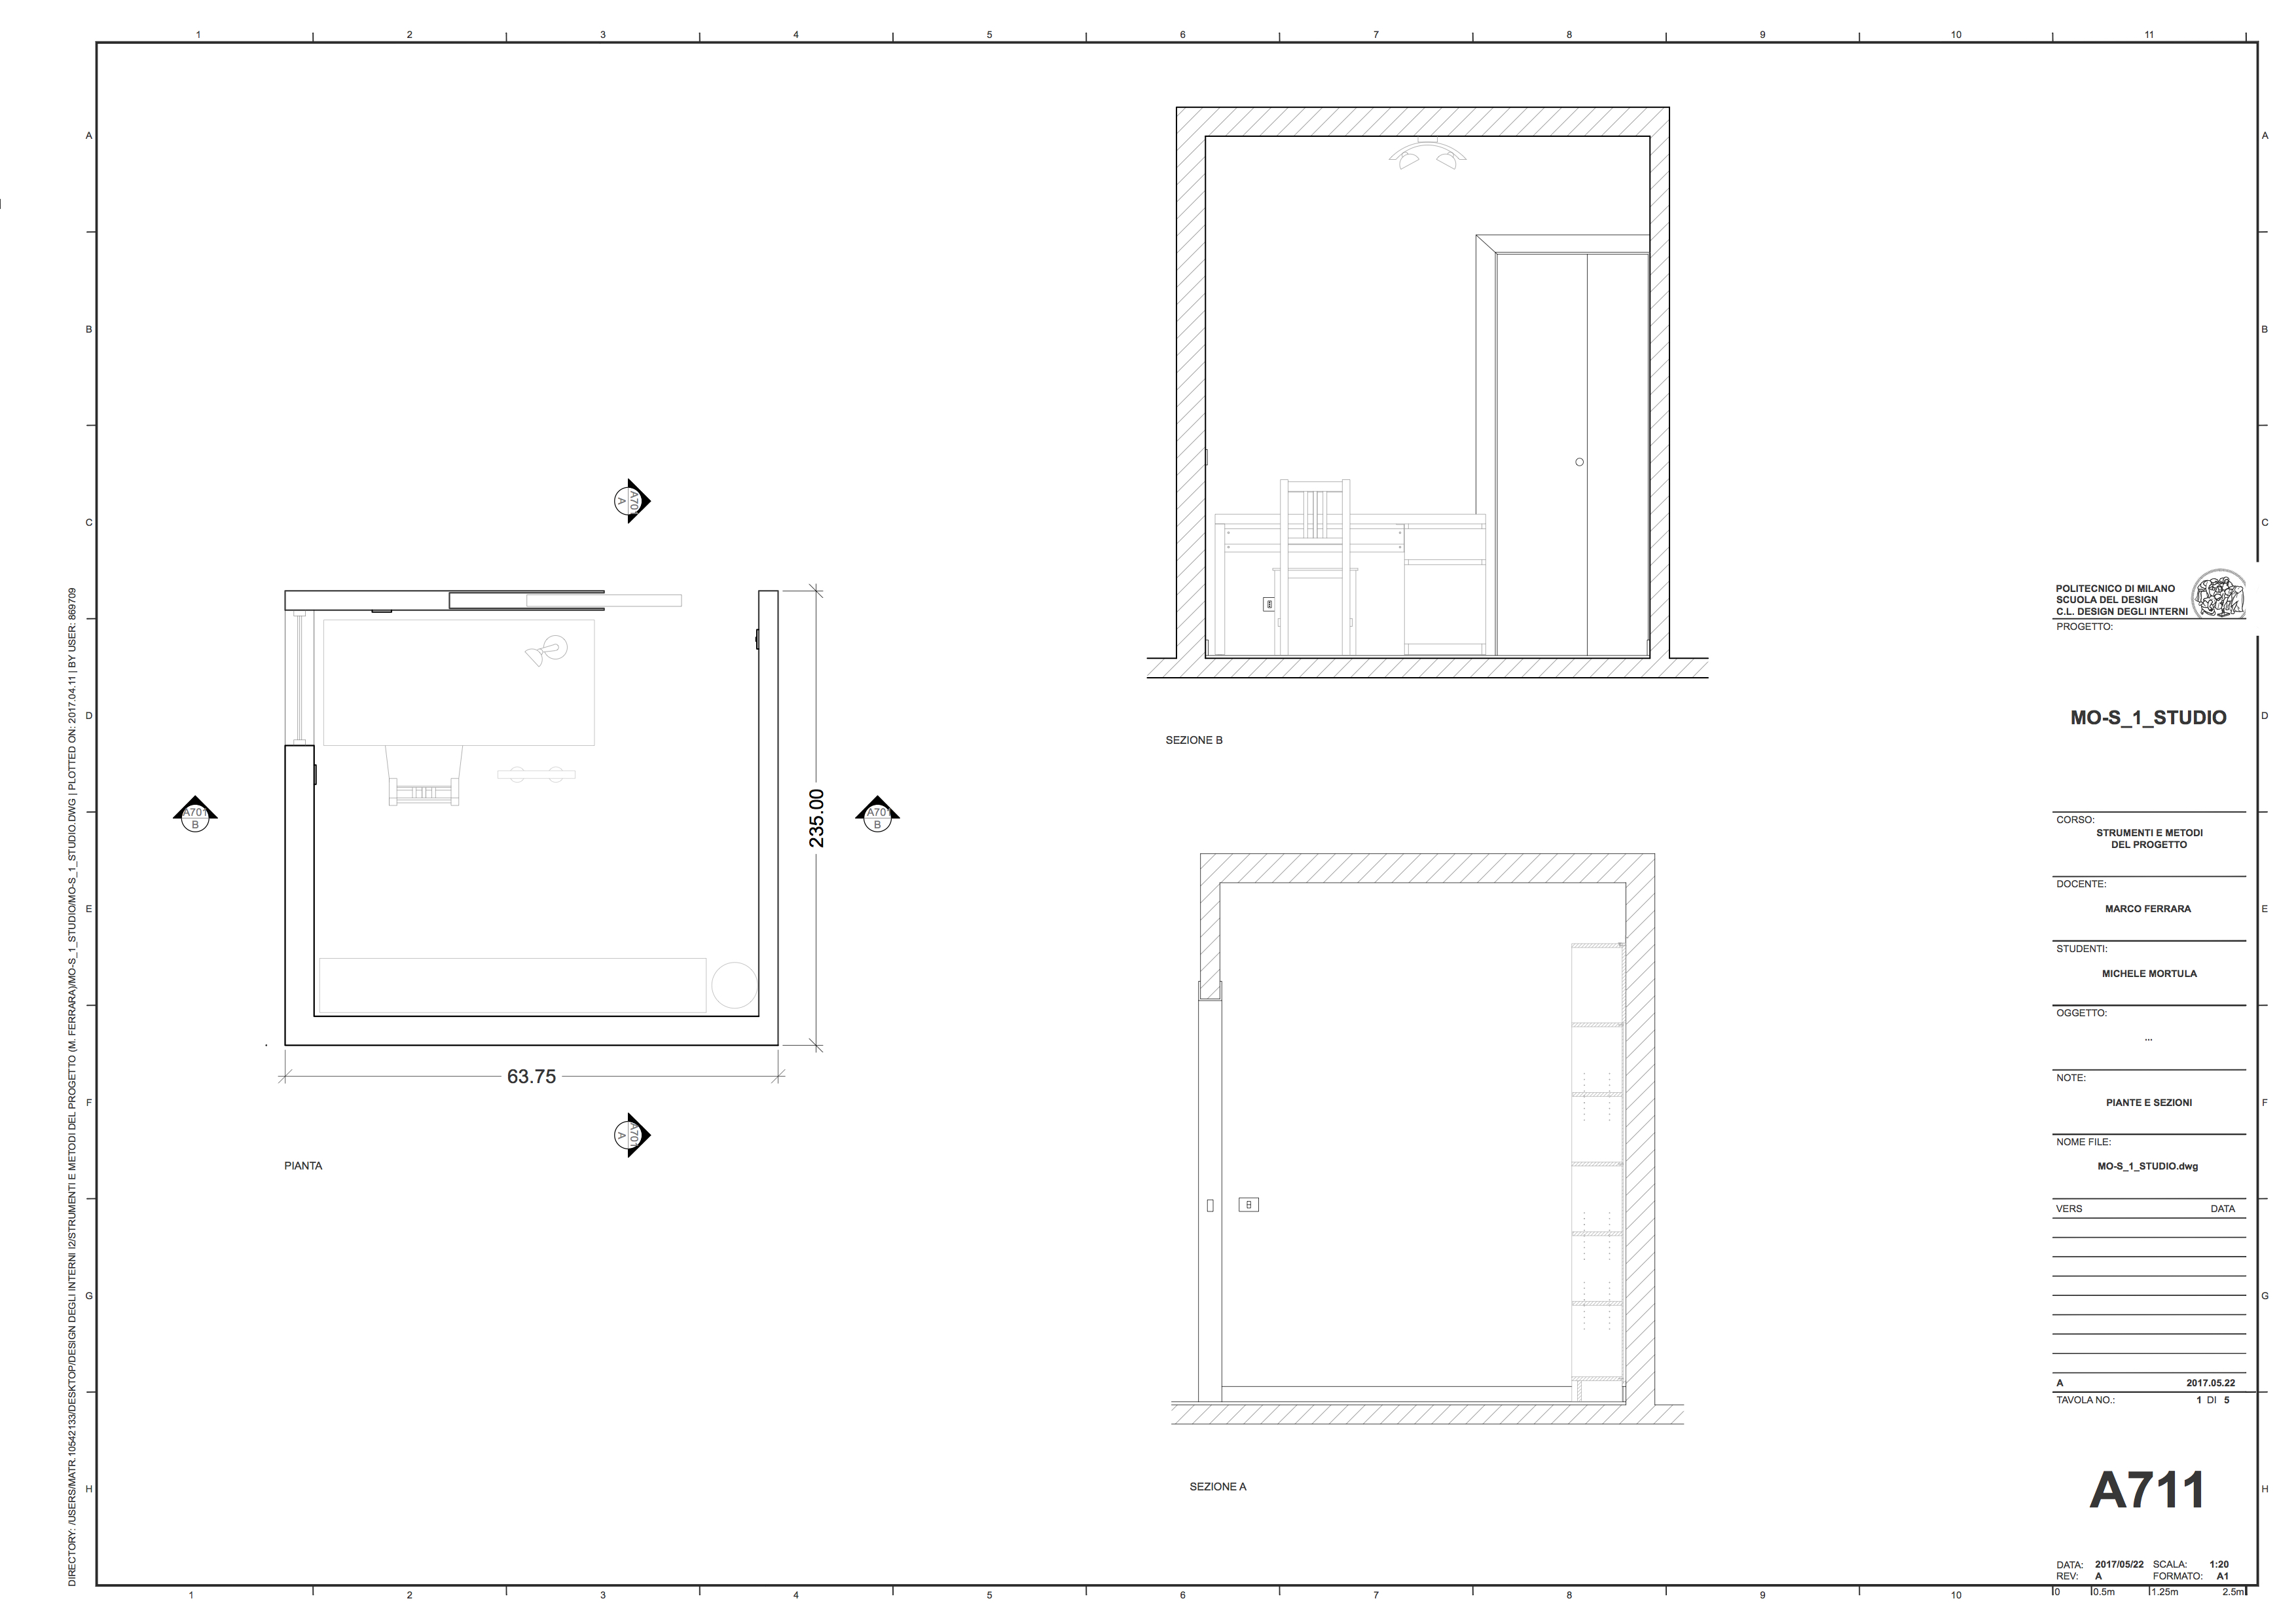 1 2 3 4 5 6 7 8 9 10 11
A A
B B
C C
D D
E E
F F
G G
H H
DIRECTORY: /USERS/MATR.10542133/DESKTOP/DESIGN DEGLI INTERNI I2/STRUMENTI E METODI DEL PROGETTO (M. FERRARA)/MO-S_1_STUDIO/MO-S_1_STUDIO.DWG | PLOTTED ON: 2017.04.11 | BY USER: 869709
A701
A
A701
B
A701
B
235.00
63.75
A701
A
PIANTA
SEZIONE B
SEZIONE A
POLITECNICO DI MILANO
SCUOLA DEL DESIGN
C.L. DESIGN DEGLI INTERNI
PROGETTO:
MO-S_1_STUDIO
CORSO:
STRUMENTI E METODI
DEL PROGETTO
DOCENTE:
MARCO FERRARA
STUDENTI:
MICHELE MORTULA
OGGETTO:
...
NOTE:
PIANTE E SEZIONI
NOME FILE:
MO-S_1_STUDIO.dwg
VERS DATA
A 2017.05.22
TAVOLA NO.: 1 DI 5
A711
DATA: 2017/05/22 SCALA: 1:20
REV: A FORMATO: A1
0 0.5m 1.25m 2.5m
1 2 3 4 5 6 7 8 9 10